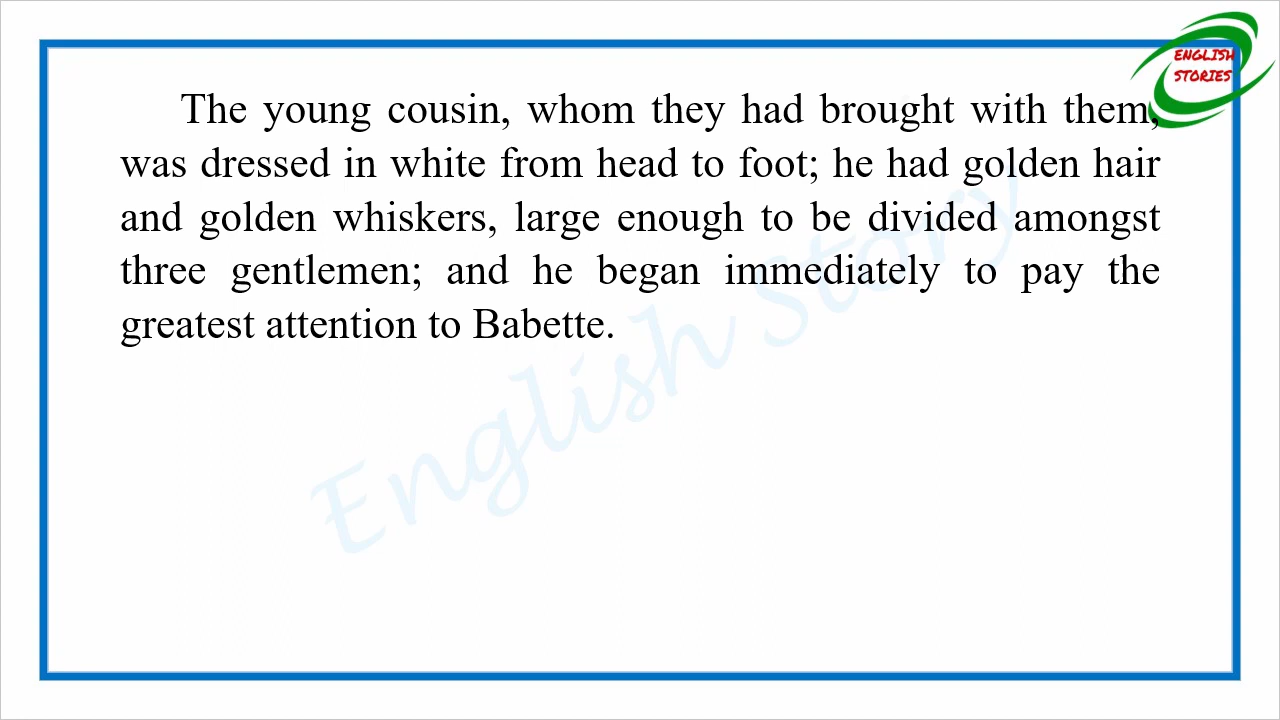 ENGLISH
STORIES
The young cousin, whom they had brought with them,
was dressed in white from head to foot; he had golden hair
and golden whiskers, large enough to be divided amongst
three gentlemen; and he began immediately to pay the
greatest attention to Babette.
English Story